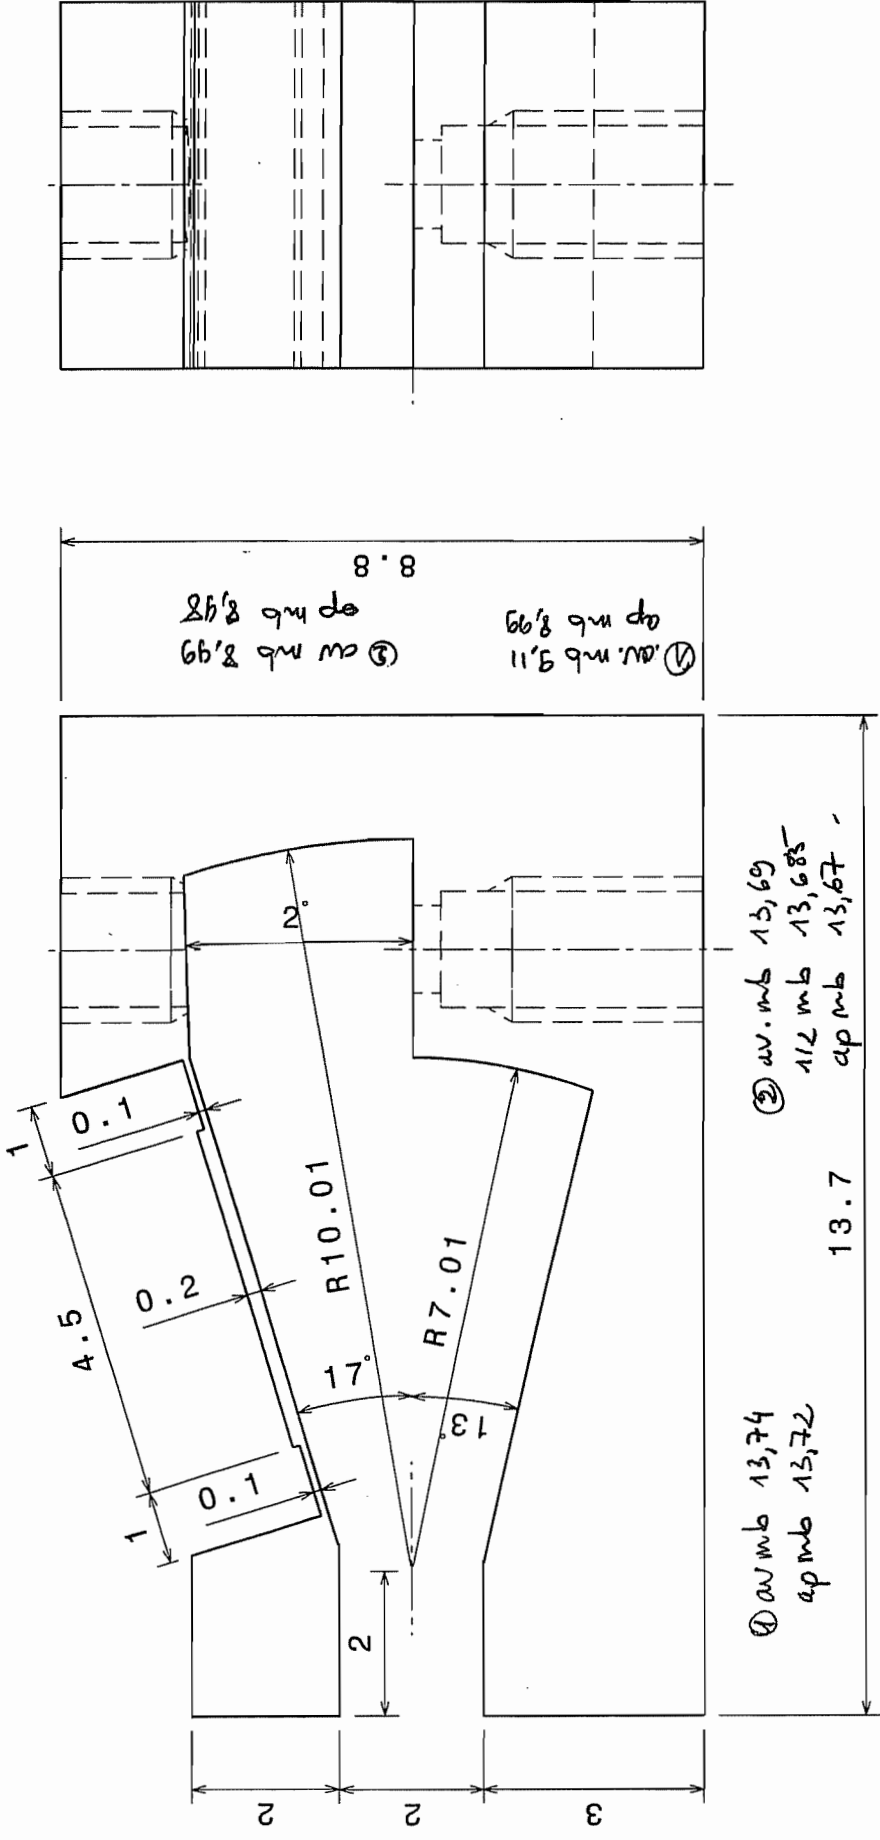 8.8
② av mb 8,99
ap mb 8,98
① av. mb 9,11
ap mb 8,99
2°
1
0.1
4.5
0.2
R10.01
R7.01
17°
13°
1
0.1
2
2
2
3
① av mb 13,74
ap mb 13,72
② av. mb 13,69
1/2 mb 13,685
ap mb 13,67
13.7